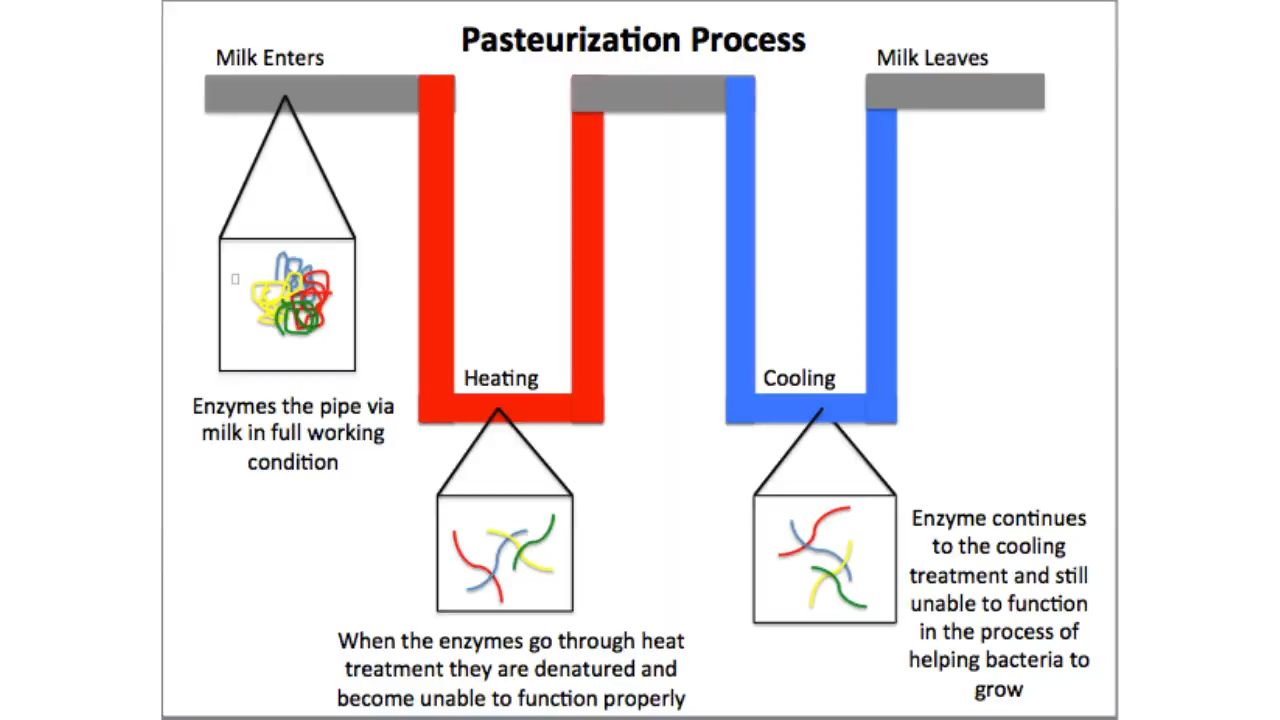 Pasteurization Process
Milk Enters
Milk Leaves
Heating
Cooling
Enzymes the pipe via
milk in full working
condition
When the enzymes go through heat
treatment they are denatured and
become unable to function properly
Enzyme continues
to the cooling
treatment and still
unable to function
in the process of
helping bacteria to
grow